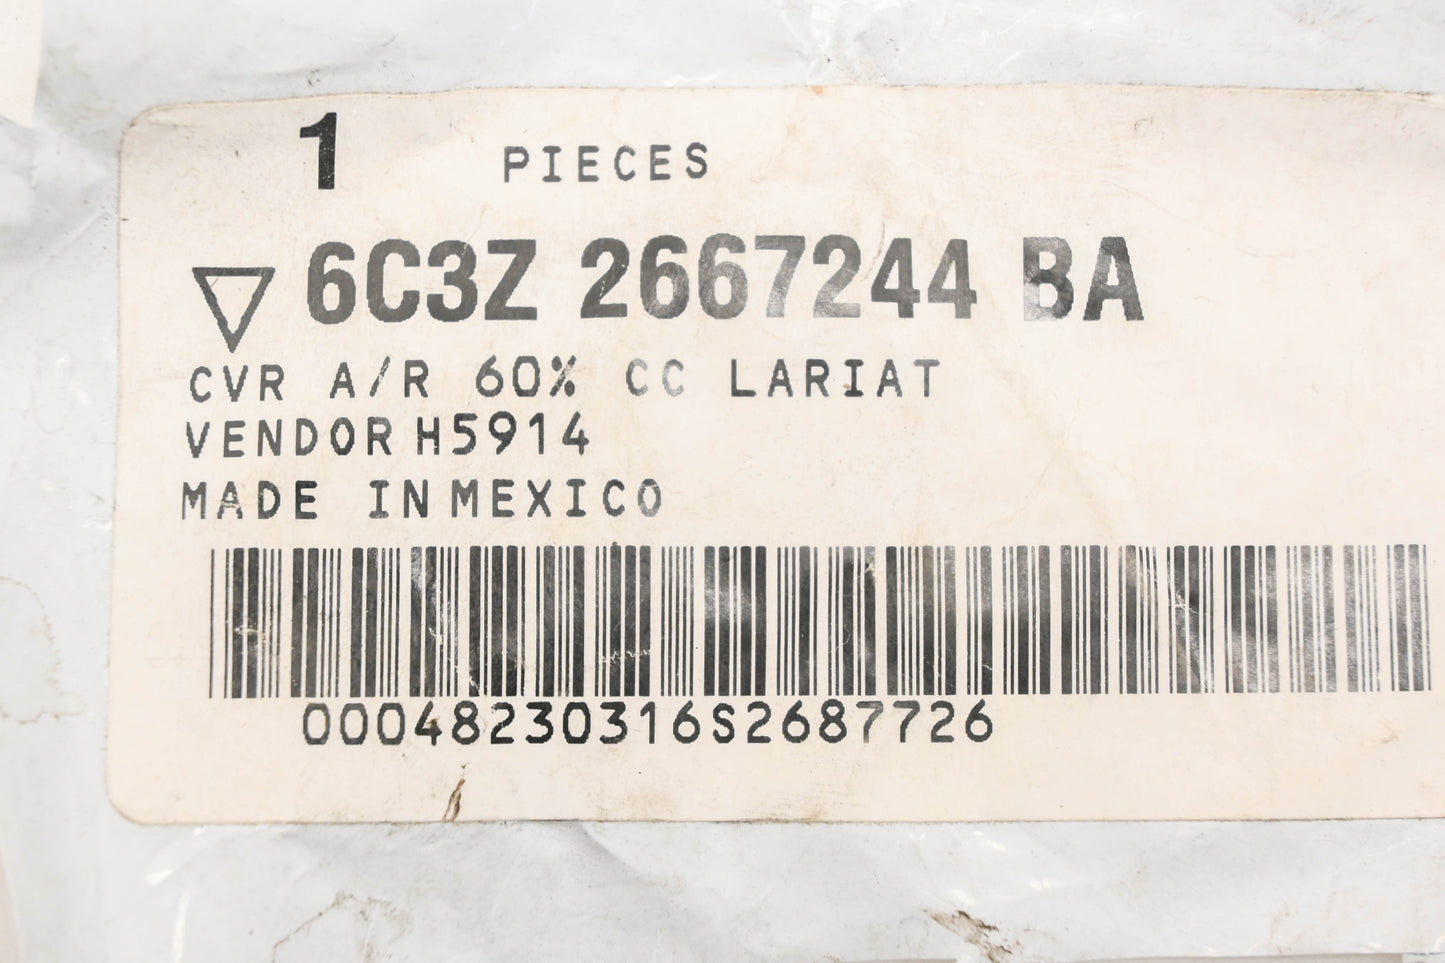 1 PIECES
6C3Z 2667244 BA
CVR A/R 60% CC LARIAT
VENDOR H5914
MADE IN MEXICO
00048230316S2687726